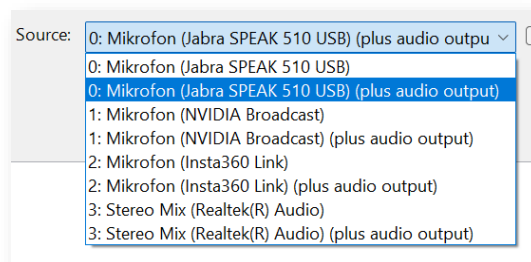 Source:
0: Mikrofon (Jabra SPEAK 510 USB) (plus audio outpu
0: Mikrofon (Jabra SPEAK 510 USB)
0: Mikrofon (Jabra SPEAK 510 USB) (plus audio output)
1: Mikrofon (NVIDIA Broadcast)
1: Mikrofon (NVIDIA Broadcast) (plus audio output)
2: Mikrofon (Insta360 Link)
2: Mikrofon (Insta360 Link) (plus audio output)
3: Stereo Mix (Realtek(R) Audio)
3: Stereo Mix (Realtek(R) Audio) (plus audio output)